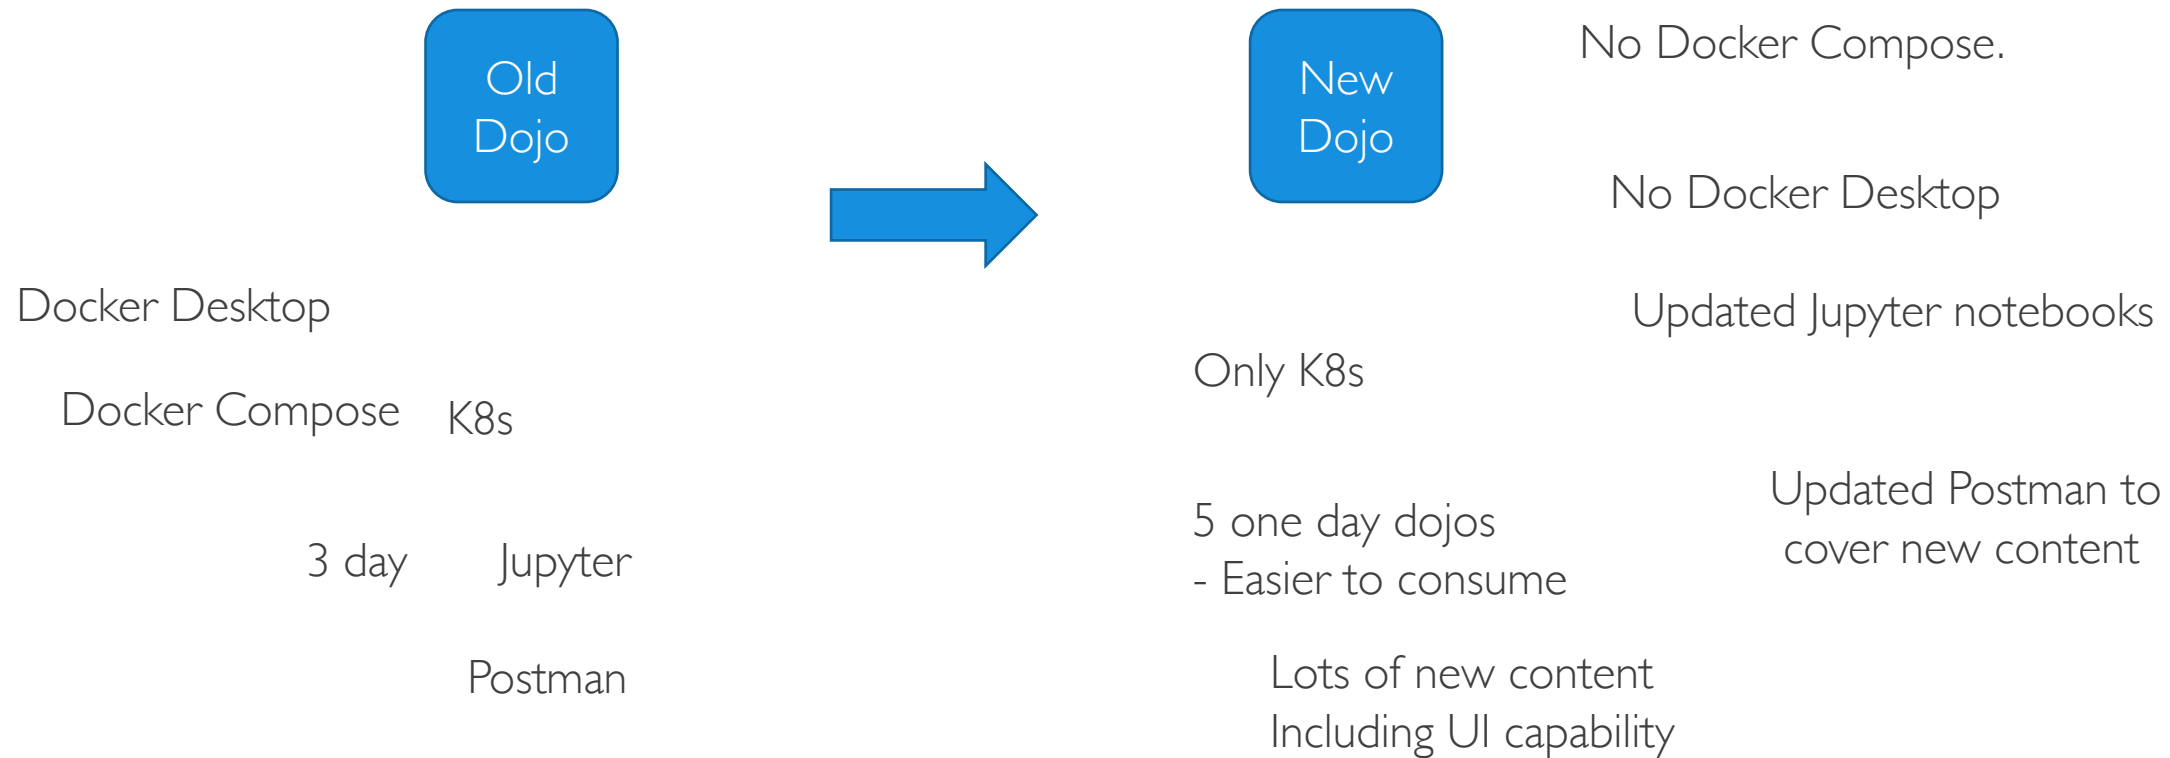 Old
Dojo
Docker Desktop
Docker Compose
K8s
3 day
Jupyter
Postman
New
Dojo
No Docker Compose.
No Docker Desktop
Updated Jupyter notebooks
Only K8s
Updated Postman to
cover new content
5 one day dojos
- Easier to consume
Lots of new content
Including UI capability